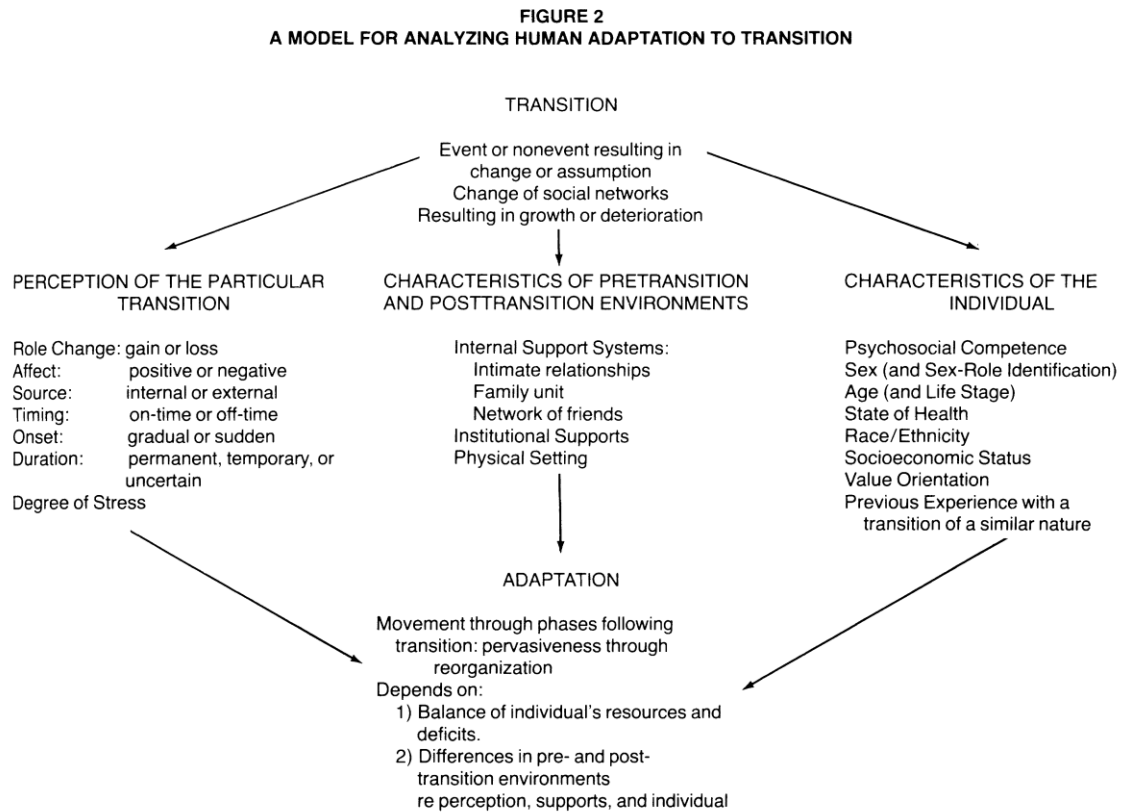 FIGURE 2
A MODEL FOR ANALYZING HUMAN ADAPTATION TO TRANSITION
TRANSITION
Event or nonevent resulting in
change or assumption
Change of social networks
Resulting in growth or deterioration
PERCEPTION OF THE PARTICULAR
TRANSITION
Role Change: gain or loss
Affect: positive or negative
Source: internal or external
Timing: on-time or off-time
Onset: gradual or sudden
Duration: permanent, temporary, or
uncertain
Degree of Stress
CHARACTERISTICS OF PRETRANSITION
AND POSTTRANSITION ENVIRONMENTS
Internal Support Systems:
Intimate relationships
Family unit
Network of friends
Institutional Supports
Physical Setting
CHARACTERISTICS OF THE
INDIVIDUAL
Psychosocial Competence
Sex (and Sex-Role Identification)
Age (and Life Stage)
State of Health
Race/Ethnicity
Socioeconomic Status
Value Orientation
Previous Experience with a
transition of a similar nature
ADAPTATION
Movement through phases following
transition: pervasiveness through
reorganization
Depends on:
1) Balance of individual's resources and
deficits.
2) Differences in pre- and post-
transition environments
re perception, supports, and individual